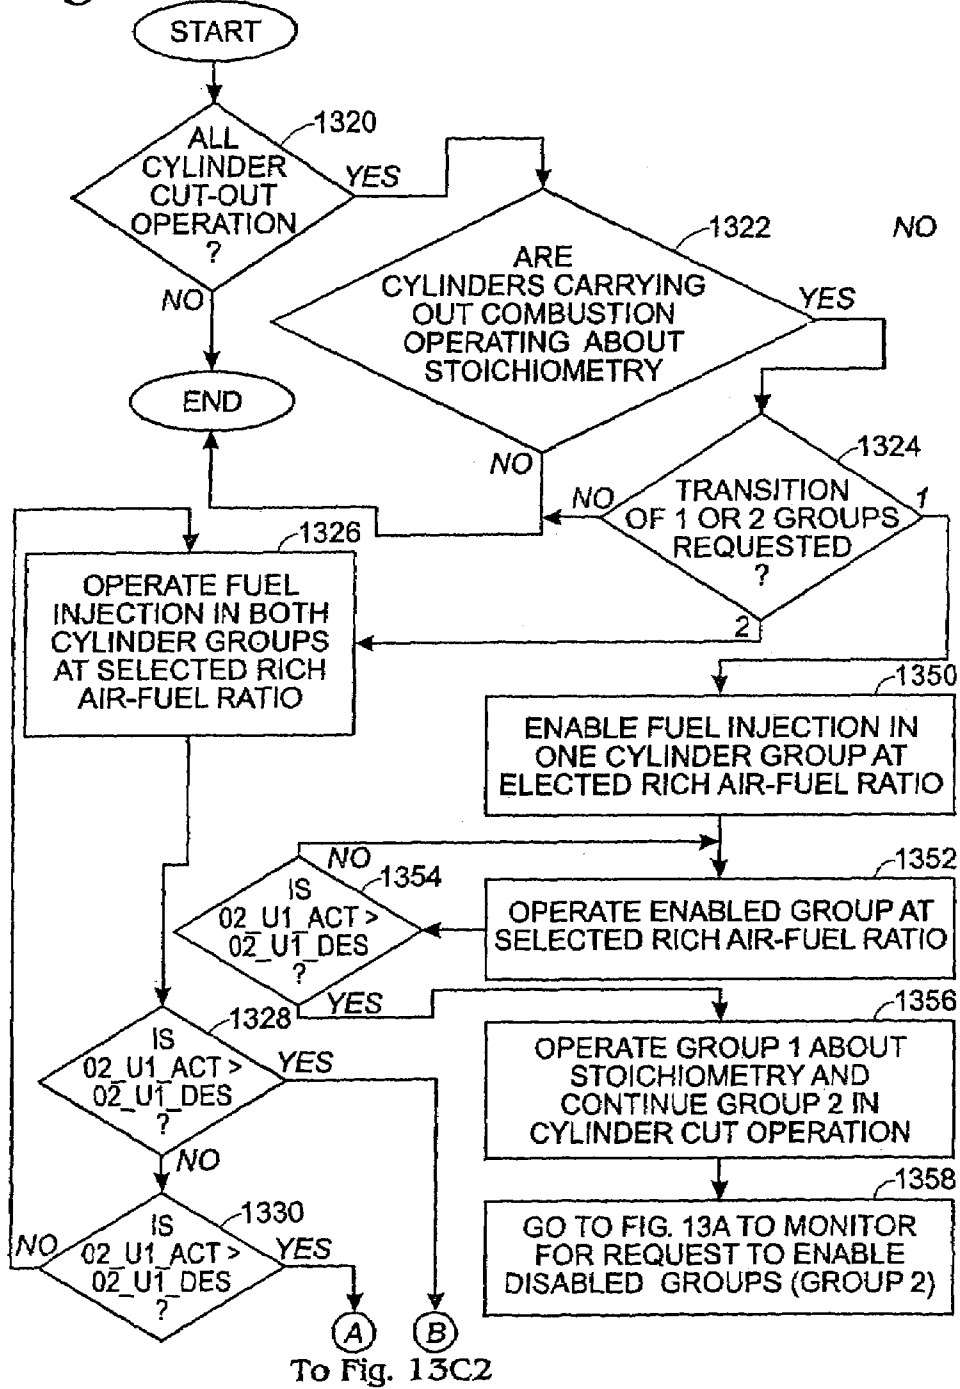 START
1320
ALL
CYLINDER
CUT-OUT
OPERATION
?
YES
NO
1322
NO
ARE
CYLINDERS CARRYING
OUT COMBUSTION
OPERATING ABOUT
STOICHIOMETRY
YES
NO
END
1324
TRANSITION
OF 1 OR 2 GROUPS
REQUESTED
?
NO
1
2
1326
OPERATE FUEL
INJECTION IN BOTH
CYLINDER GROUPS
AT SELECTED RICH
AIR-FUEL RATIO
1350
ENABLE FUEL INJECTION IN
ONE CYLINDER GROUP AT
ELECTED RICH AIR-FUEL RATIO
1352
OPERATE ENABLED GROUP AT
SELECTED RICH AIR-FUEL RATIO
NO
1354
IS
02_U1_ACT >
02_U1_DES
?
YES
1356
OPERATE GROUP 1 ABOUT
STOICHIOMETRY AND
CONTINUE GROUP 2 IN
CYLINDER CUT OPERATION
1328
IS
02_U1_ACT >
02_U1_DES
?
YES
NO
1358
GO TO FIG. 13A TO MONITOR
FOR REQUEST TO ENABLE
DISABLED GROUPS (GROUP 2)
1330
IS
02_U1_ACT >
02_U1_DES
?
NO
YES
A
B
To Fig. 13C2